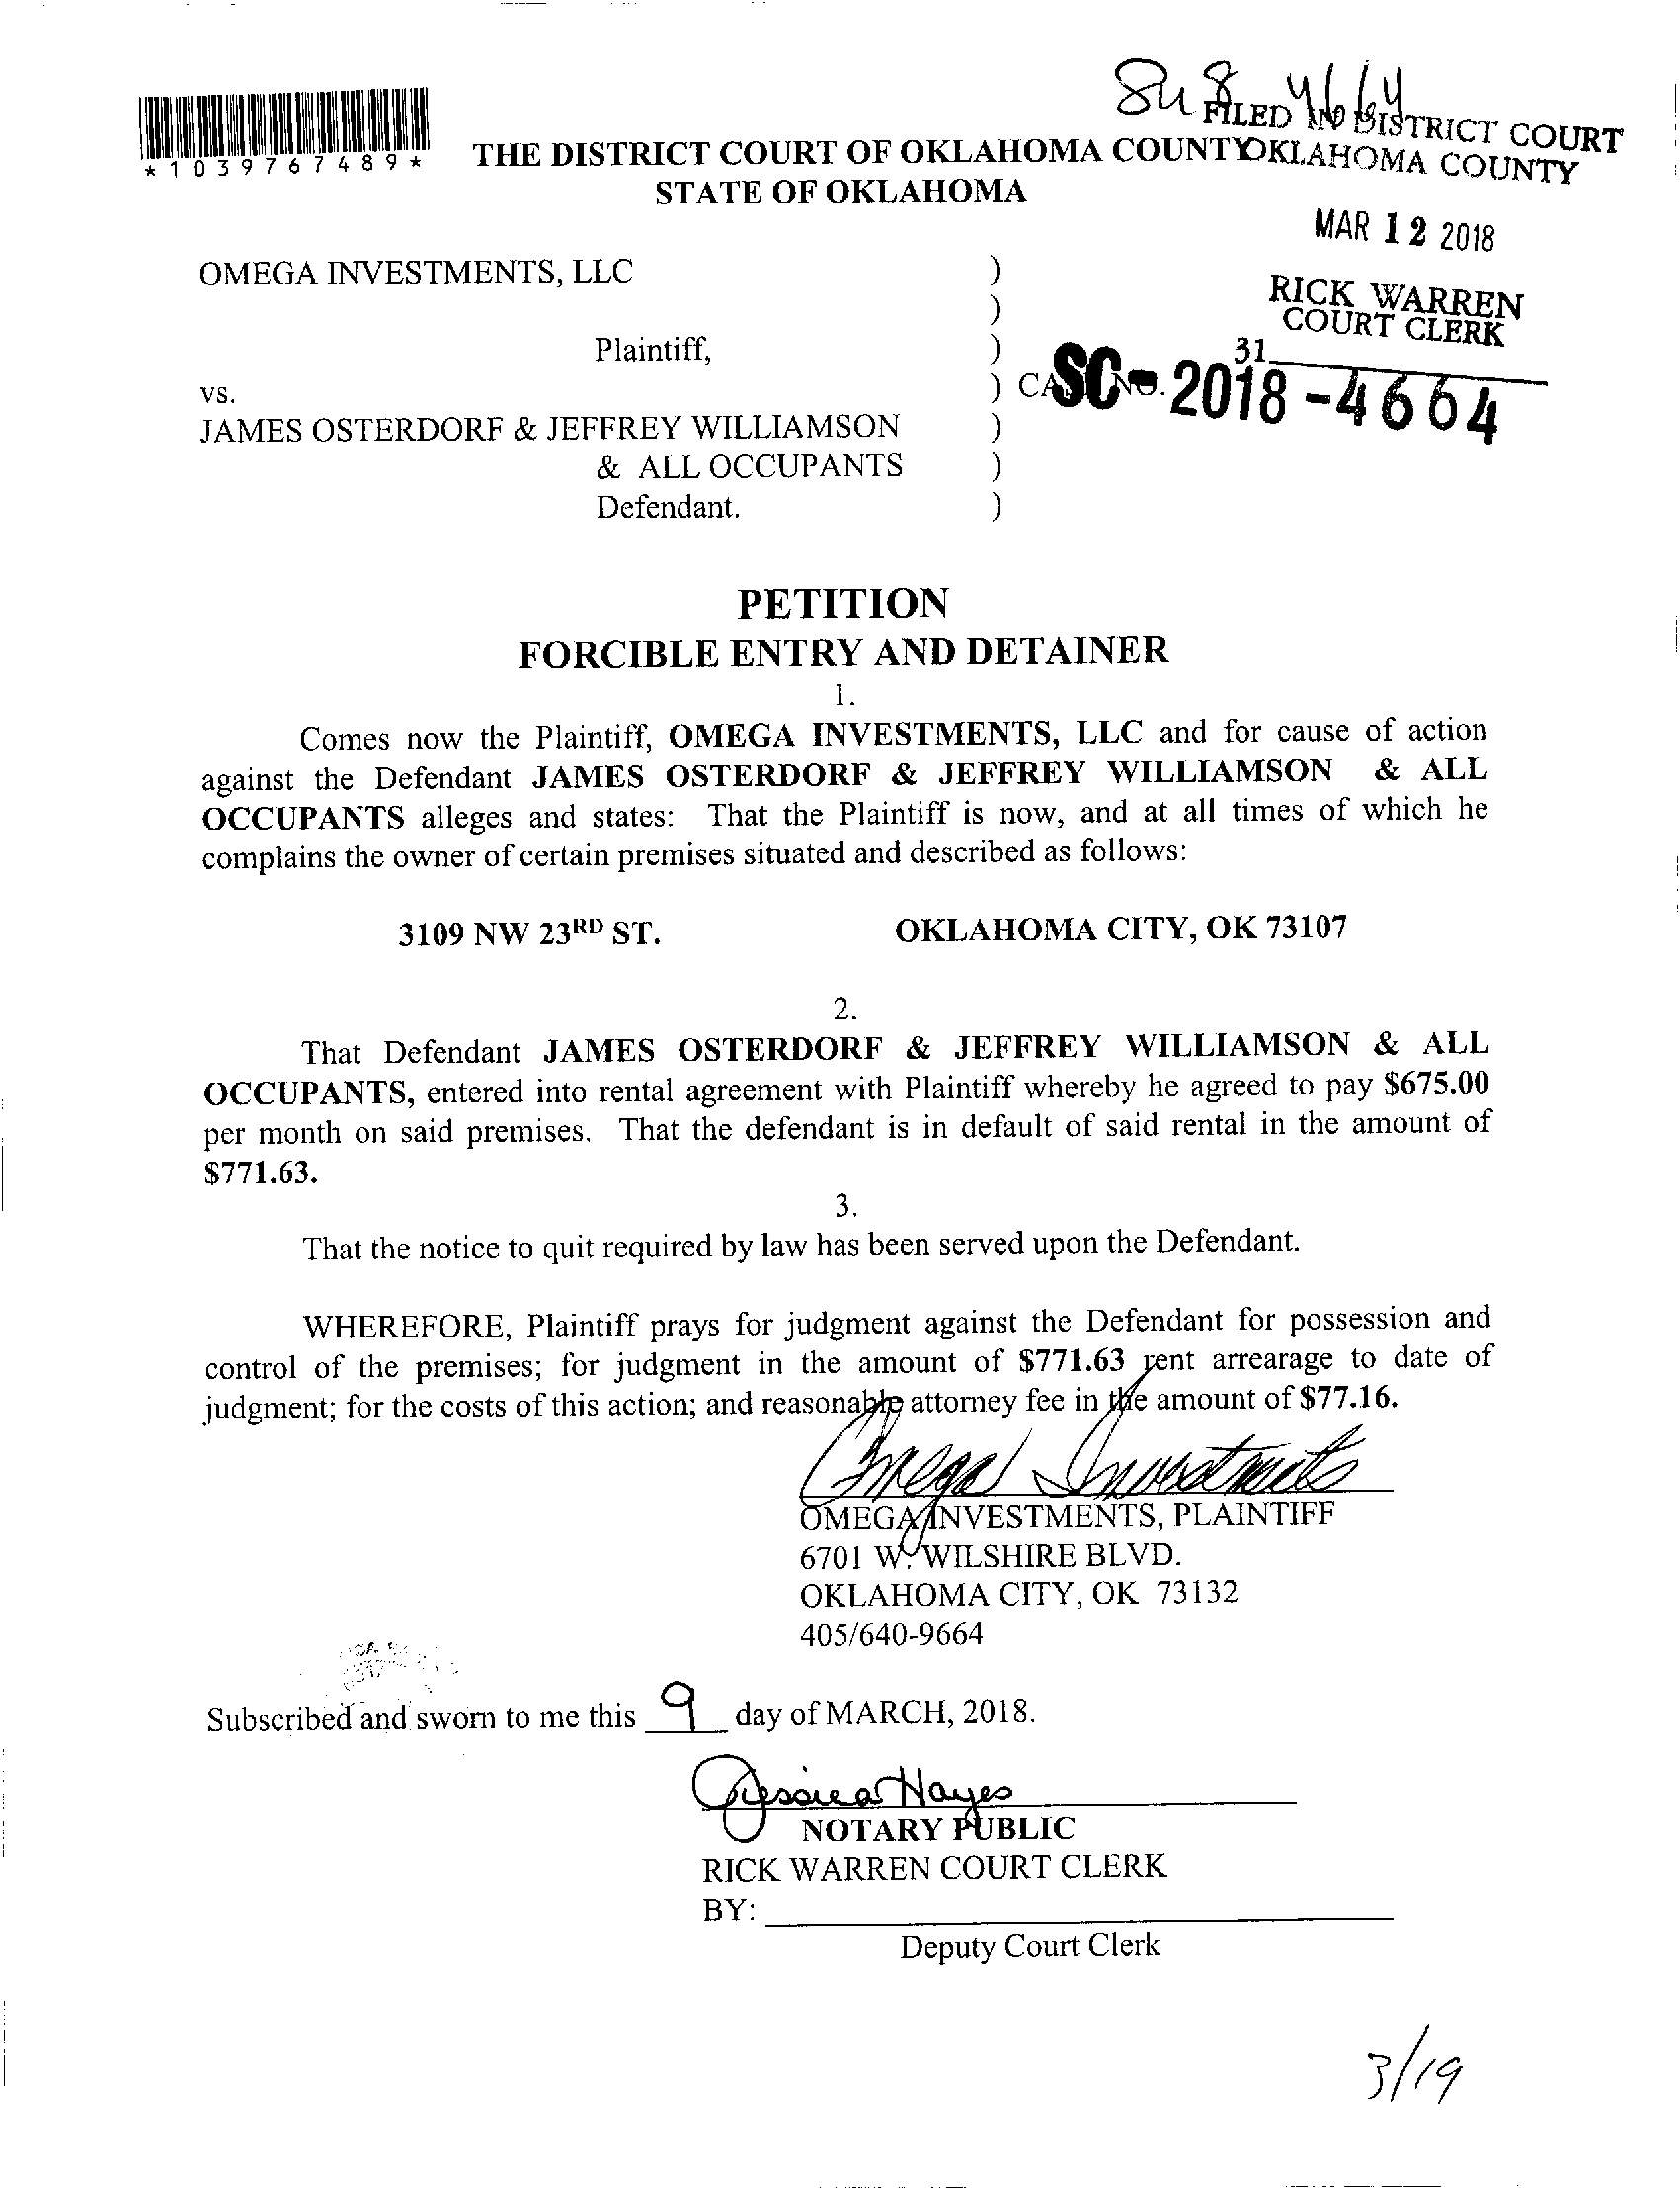 FILED IN DISTRICT COURT
*1039767489*
THE DISTRICT COURT OF OKLAHOMA COUNTY
OKLAHOMA COUNTY
STATE OF OKLAHOMA
MAR 12 2018
OMEGA INVESTMENTS, LLC )
)
RICK WARREN
COURT CLERK
Plaintiff, )
31
vs. ) CASE NO.
SC-2018-4664
JAMES OSTERDORF & JEFFREY WILLIAMSON )
& ALL OCCUPANTS )
Defendant. )
PETITION
FORCIBLE ENTRY AND DETAINER
1.
Comes now the Plaintiff, OMEGA INVESTMENTS, LLC and for cause of action
against the Defendant JAMES OSTERDORF & JEFFREY WILLIAMSON & ALL
OCCUPANTS alleges and states: That the Plaintiff is now, and at all times of which he
complains the owner of certain premises situated and described as follows:
3109 NW 23RD ST. OKLAHOMA CITY, OK 73107
2.
That Defendant JAMES OSTERDORF & JEFFREY WILLIAMSON & ALL
OCCUPANTS, entered into rental agreement with Plaintiff whereby he agreed to pay $675.00
per month on said premises. That the defendant is in default of said rental in the amount of
$771.63.
3.
That the notice to quit required by law has been served upon the Defendant.
WHEREFORE, Plaintiff prays for judgment against the Defendant for possession and
control of the premises; for judgment in the amount of $771.63 rent arrearage to date of
judgment; for the costs of this action; and reasonable attorney fee in the amount of $77.16.
Omega Investments
OMEGA INVESTMENTS, PLAINTIFF
6701 W. WILSHIRE BLVD.
OKLAHOMA CITY, OK 73132
405/640-9664
Subscribed and sworn to me this 9 day of MARCH, 2018.
Jessica Hayes
NOTARY PUBLIC
RICK WARREN COURT CLERK
BY:
Deputy Court Clerk
3/19